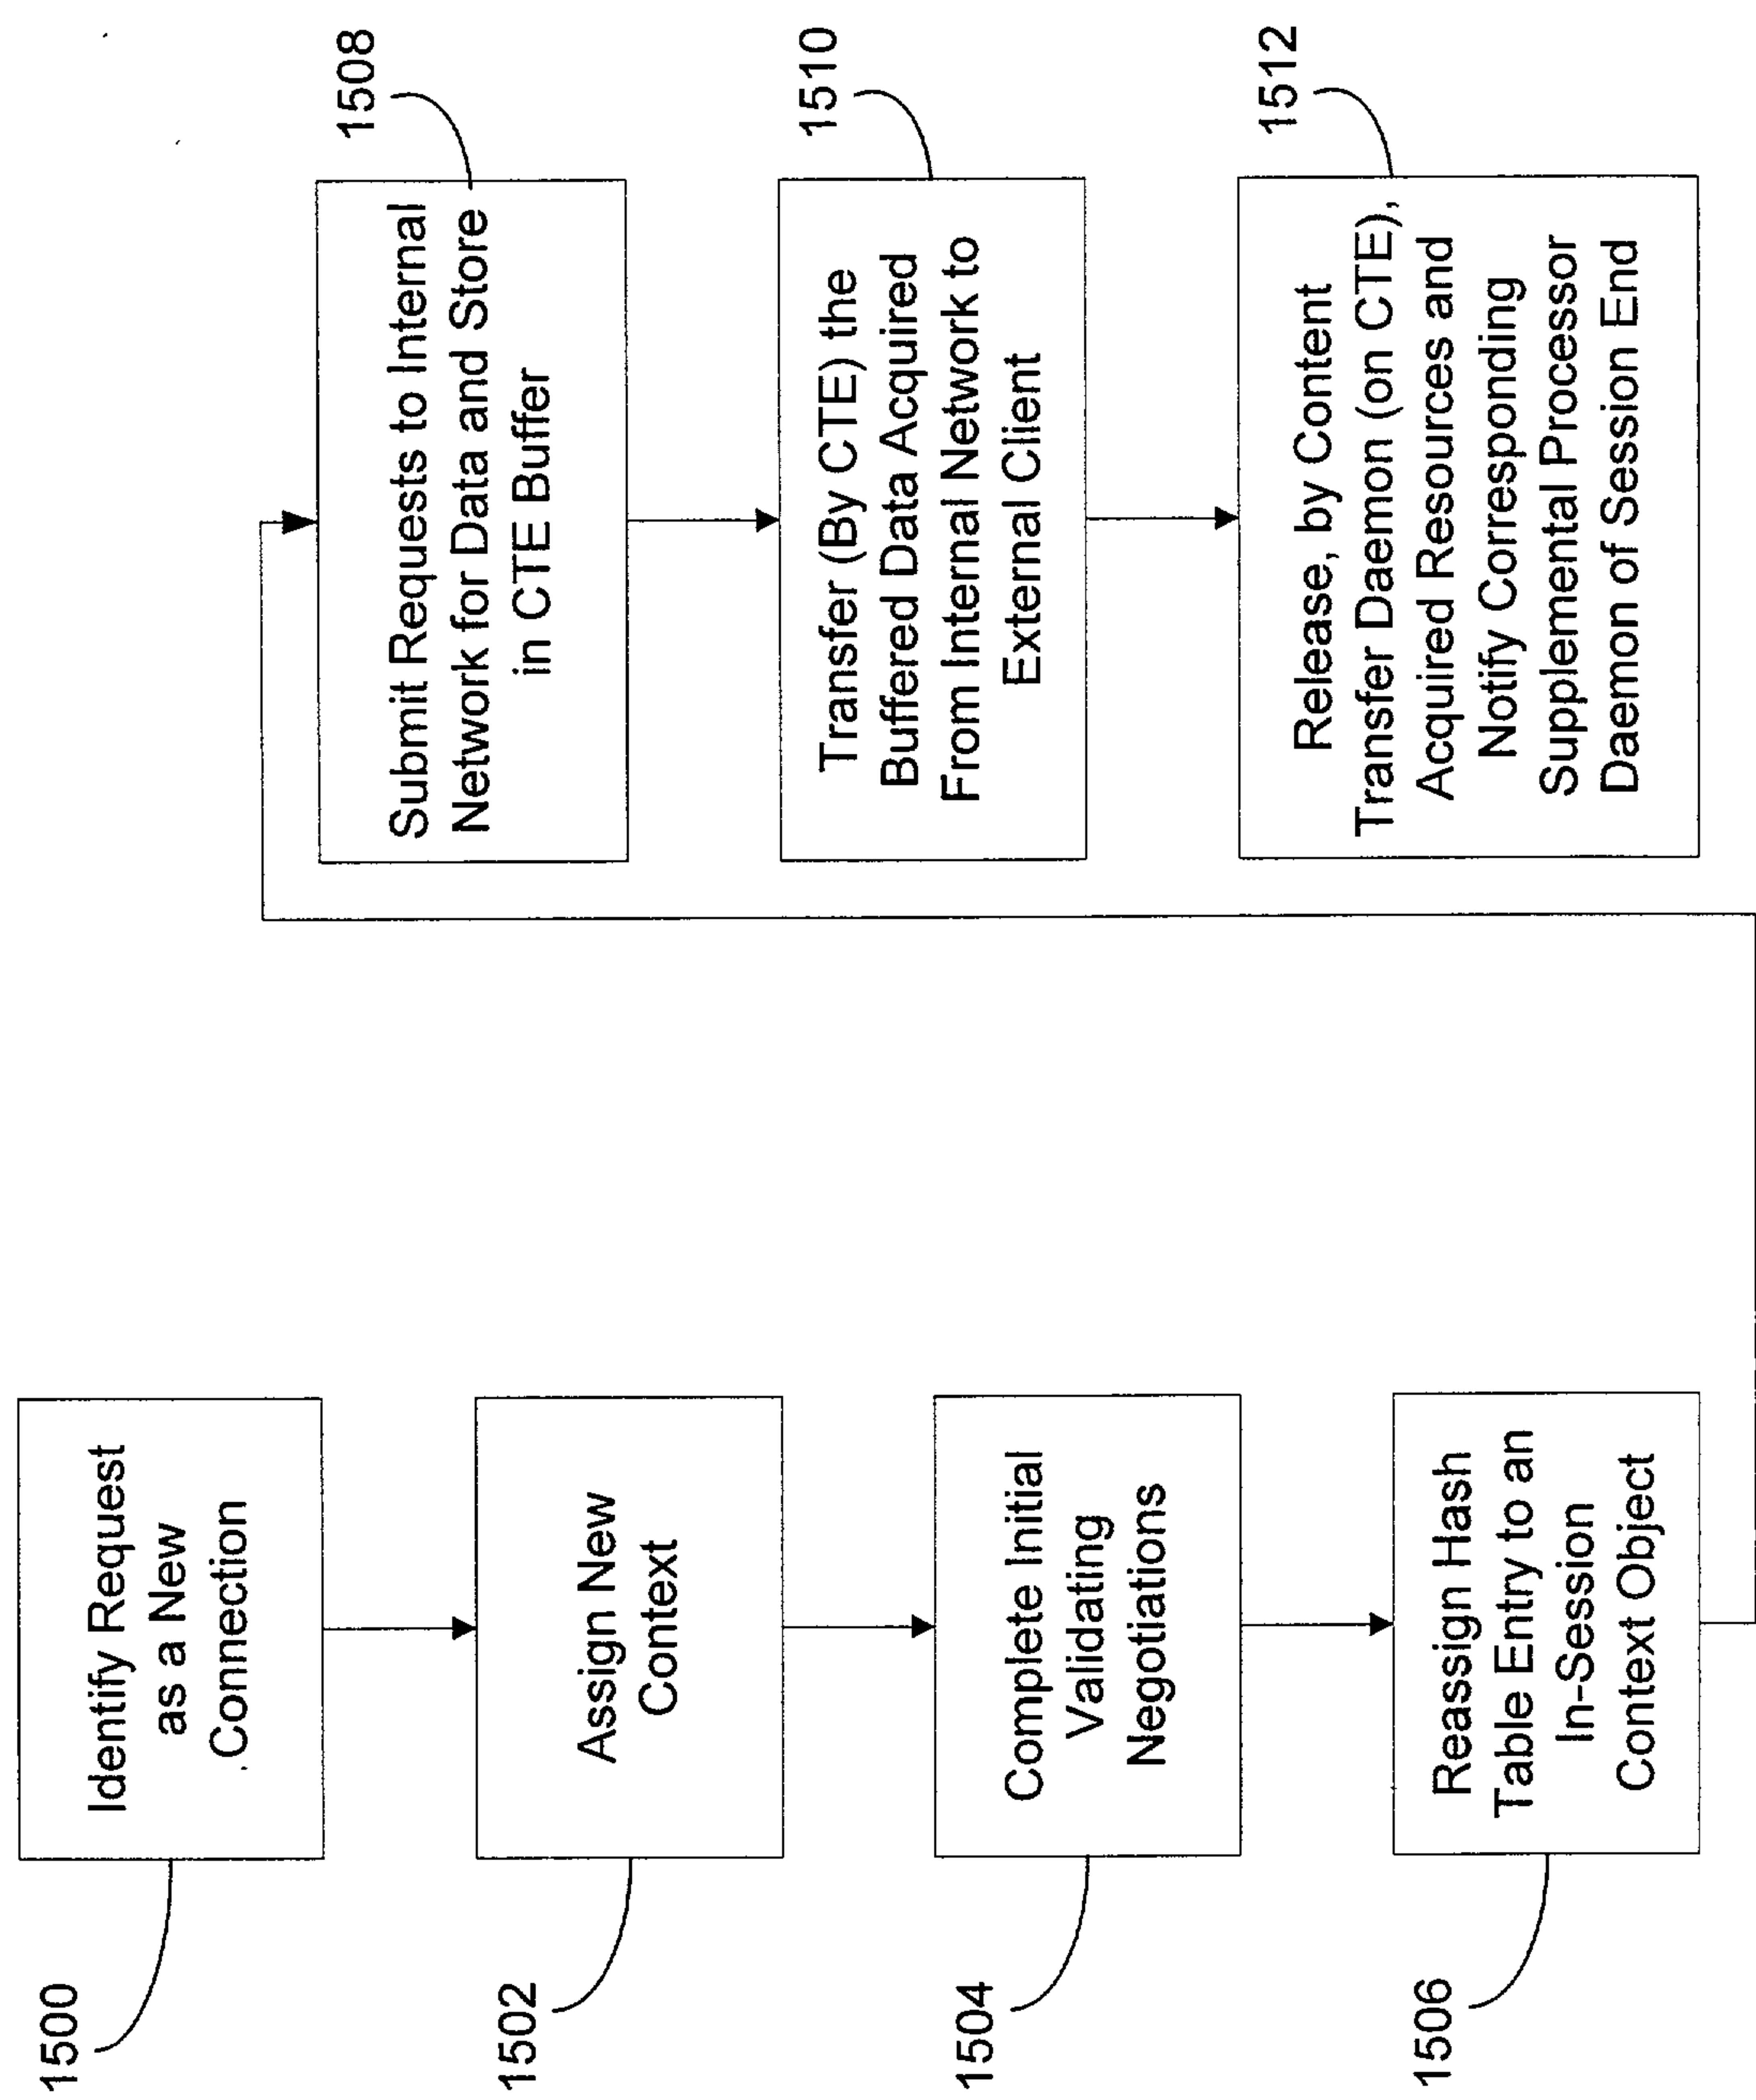 1500
Identify Request
as a New
Connection
1502
Assign New
Context
1504
Complete Initial
Validating
Negotiations
1506
Reassign Hash
Table Entry to an
In-Session
Context Object
1508
Submit Requests to Internal
Network for Data and Store
in CTE Buffer
1510
Transfer (By CTE) the
Buffered Data Acquired
From Internal Network to
External Client
1512
Release, by Content
Transfer Daemon (on CTE),
Acquired Resources and
Notify Corresponding
Supplemental Processor
Daemon of Session End